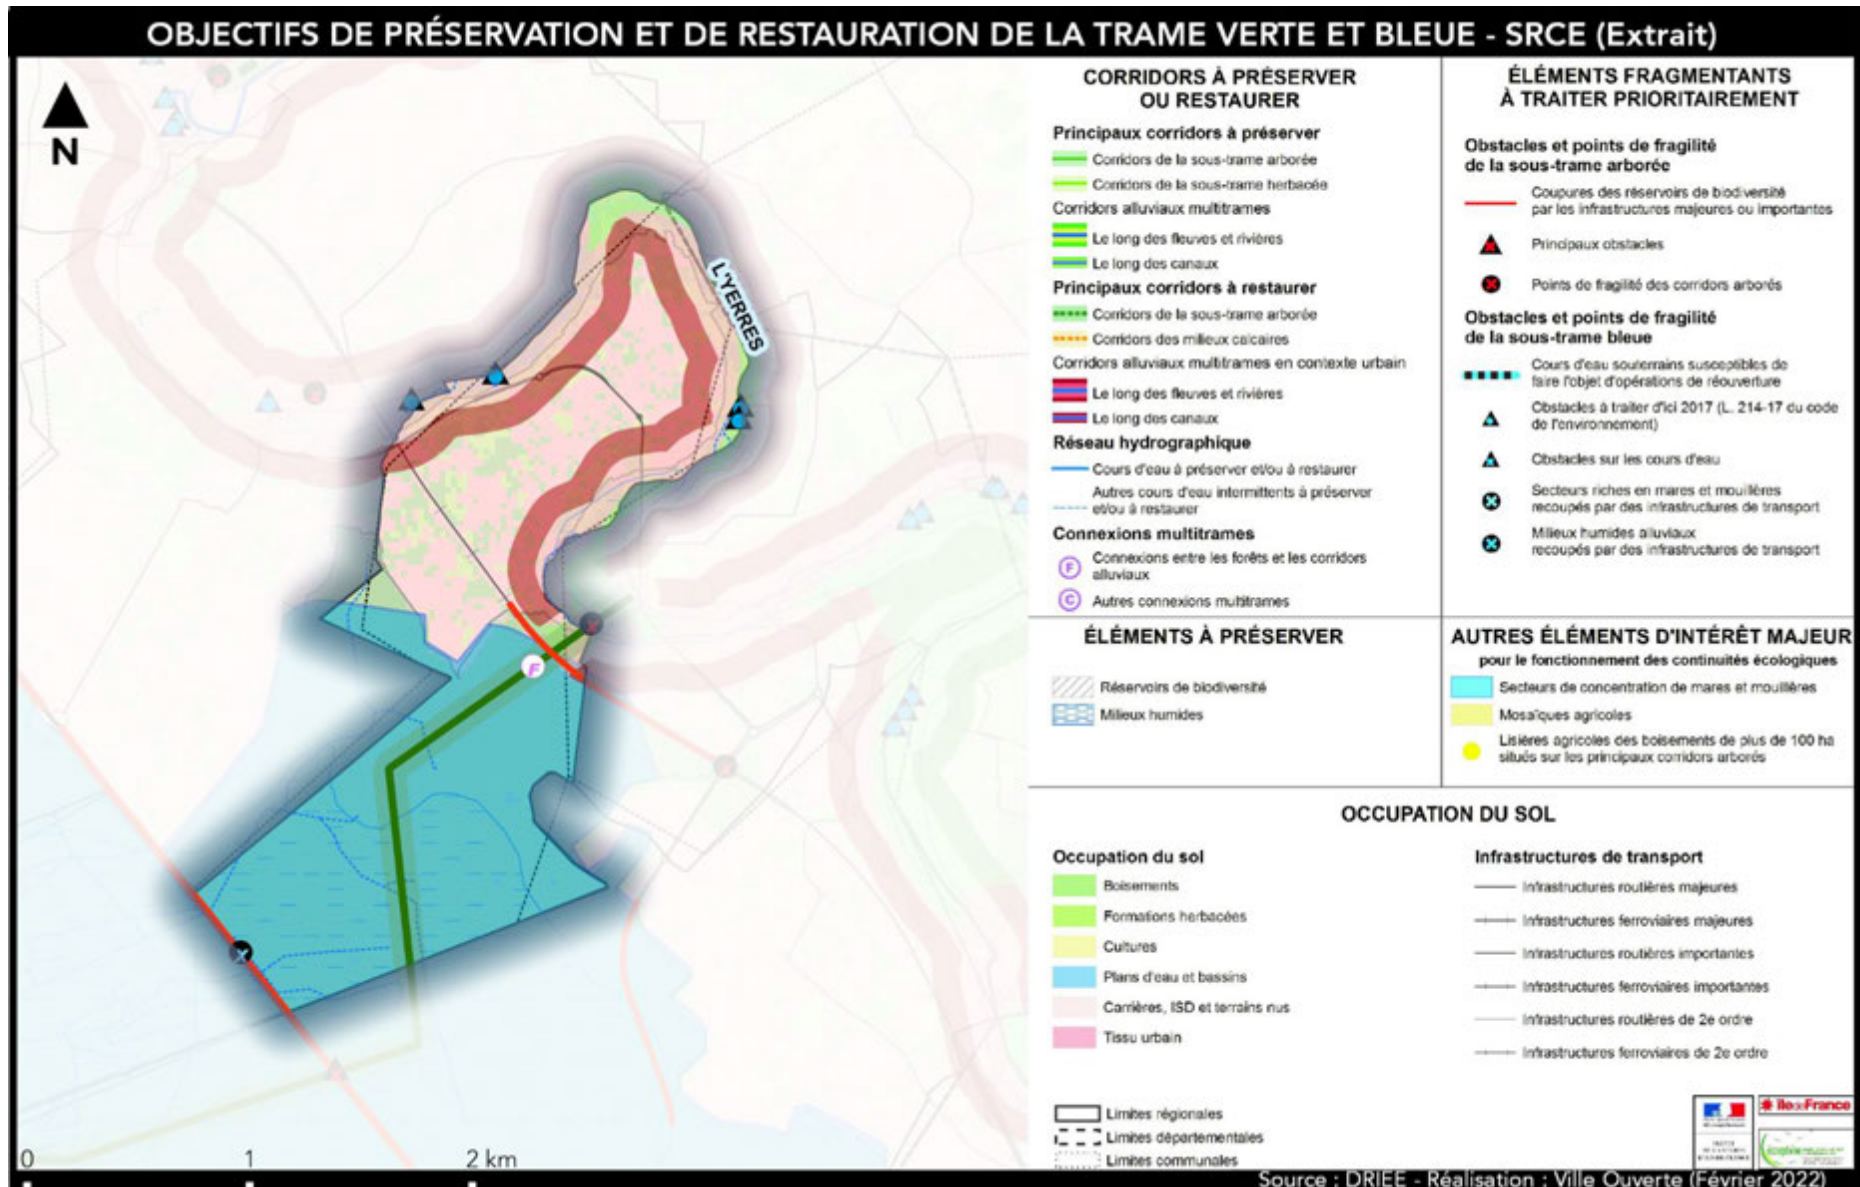 OBJECTIFS DE PRÉSERVATION ET DE RESTAURATION DE LA TRAME VERTE ET BLEUE - SRCE (Extrait)
N
L'YERRES
F
0 1 2 km
CORRIDORS À PRÉSERVER
OU RESTAURER
Principaux corridors à préserver
Corridors de la sous-trame arborée
Corridors de la sous-trame herbacée
Corridors alluviaux multitrames
Le long des fleuves et rivières
Le long des canaux
Principaux corridors à restaurer
Corridors de la sous-trame arborée
Corridors des milieux calcaires
Corridors alluviaux multitrames en contexte urbain
Le long des fleuves et rivières
Le long des canaux
Réseau hydrographique
Cours d'eau à préserver et/ou à restaurer
Autres cours d'eau intermittents à préserver
et/ou à restaurer
Connexions multitrames
F
Connexions entre les forêts et les corridors
alluviaux
C
Autres connexions multitrames
ÉLÉMENTS FRAGMENTANTS
À TRAITER PRIORITAIREMENT
Obstacles et points de fragilité
de la sous-trame arborée
Coupures des réservoirs de biodiversité
par les infrastructures majeures ou importantes
Principaux obstacles
Points de fragilité des corridors arborés
Obstacles et points de fragilité
de la sous-trame bleue
Cours d'eau souterrains susceptibles de
faire l'objet d'opérations de réouverture
Obstacles à traiter d'ici 2017 (L. 214-17 du code
de l'environnement)
Obstacles sur les cours d'eau
Secteurs riches en mares et mouillères
recoupés par des infrastructures de transport
Milieux humides alluviaux
recoupés par des infrastructures de transport
ÉLÉMENTS À PRÉSERVER
Réservoirs de biodiversité
Milieux humides
AUTRES ÉLÉMENTS D'INTÉRÊT MAJEUR
pour le fonctionnement des continuités écologiques
Secteurs de concentration de mares et mouillères
Mosaïques agricoles
Lisières agricoles des boisements de plus de 100 ha
situés sur les principaux corridors arborés
OCCUPATION DU SOL
Occupation du sol
Boisements
Formations herbacées
Cultures
Plans d'eau et bassins
Carrières, ISD et terrains nus
Tissu urbain
Infrastructures de transport
Infrastructures routières majeures
Infrastructures ferroviaires majeures
Infrastructures routières importantes
Infrastructures ferroviaires importantes
Infrastructures routières de 2e ordre
Infrastructures ferroviaires de 2e ordre
Limites régionales
Limites départementales
Limites communales
îledeFrance
Source : DRIEE - Réalisation : Ville Ouverte (Février 2022)